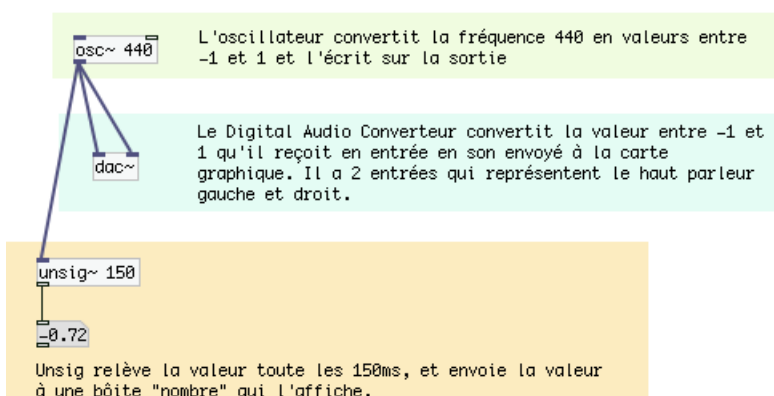 osc~ 440
L'oscillateur convertit la fréquence 440 en valeurs entre
-1 et 1 et l'écrit sur la sortie
dac~
Le Digital Audio Converteur convertit la valeur entre -1 et
1 qu'il reçoit en entrée en son envoyé à la carte
graphique. Il a 2 entrées qui représentent le haut parleur
gauche et droit.
unsig~ 150
-0.72
Unsig relève la valeur toute les 150ms, et envoie la valeur
à une bôite "nombre" qui l'affiche.